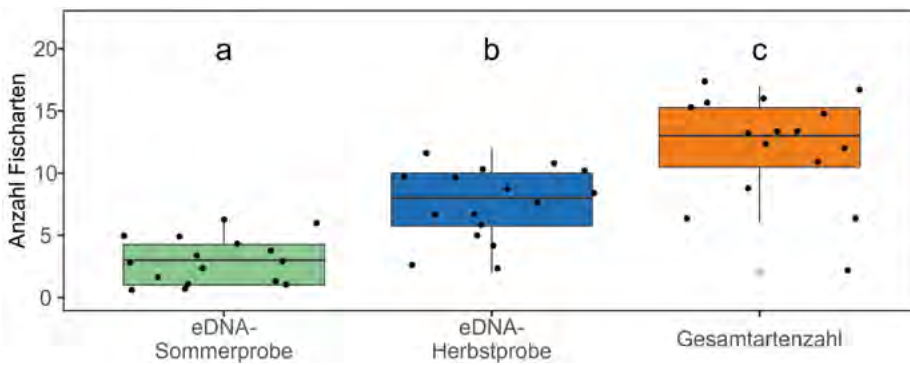 Anzahl Fischarten
20
15
10
5
0
a
b
c
eDNA-
Sommerprobe
eDNA-
Herbstprobe
Gesamtartenzahl